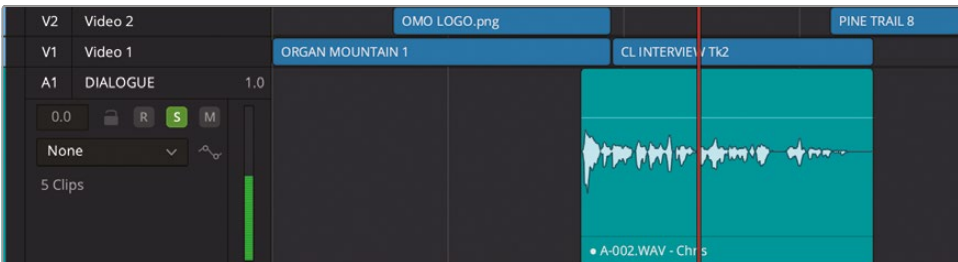 V2 Video 2 OMO LOGO.png PINE TRAIL 8
V1 Video 1 ORGAN MOUNTAIN 1 CL INTERVIEW Tk2
A1 DIALOGUE 1.0
0.0 R S M
None
5 Clips
• A-002.WAV - Chris